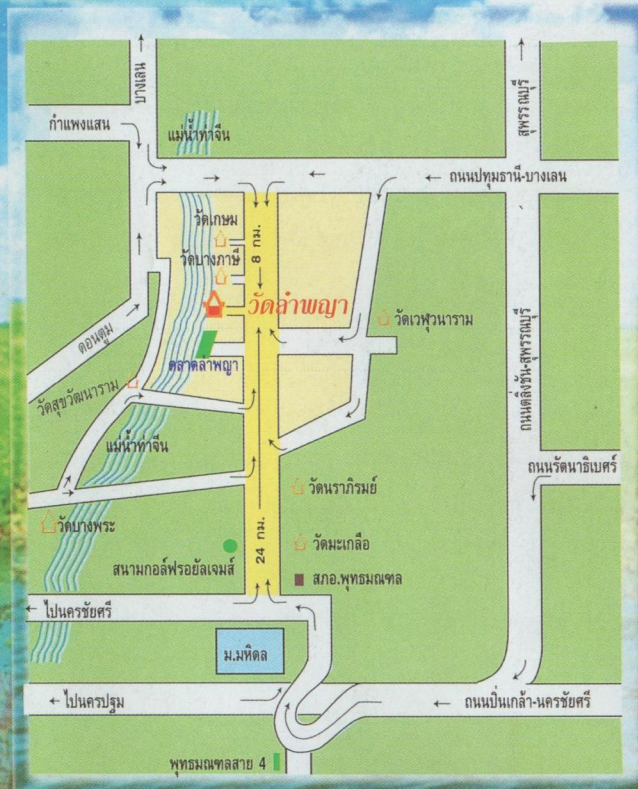 บางเลน
สุพรรณบุรี
กำแพงแสน
แม่น้ำท่าจีน
ถนนปทุมธานี-บางเลน
วัดเกษม
8 กม.
วัดบางภาษี
วัดลำพญา
วัดเวฬุวนาราม
ดอนตูม
ตลาดลำพญา
ถนนตลิ่งชัน-สุพรรณบุรี
วัดสุขวัฒนาราม
แม่น้ำท่าจีน
ถนนรัตนาธิเบศร์
วัดนราภิรมย์
วัดบางพระ
24 กม.
วัดมะเกลือ
สนามกอล์ฟรอยัลเจมส์
สภอ.พุทธมณฑล
ไปนครชัยศรี
ม.มหิดล
ไปนครปฐม
ถนนปิ่นเกล้า-นครชัยศรี
พุทธมณฑลสาย 4